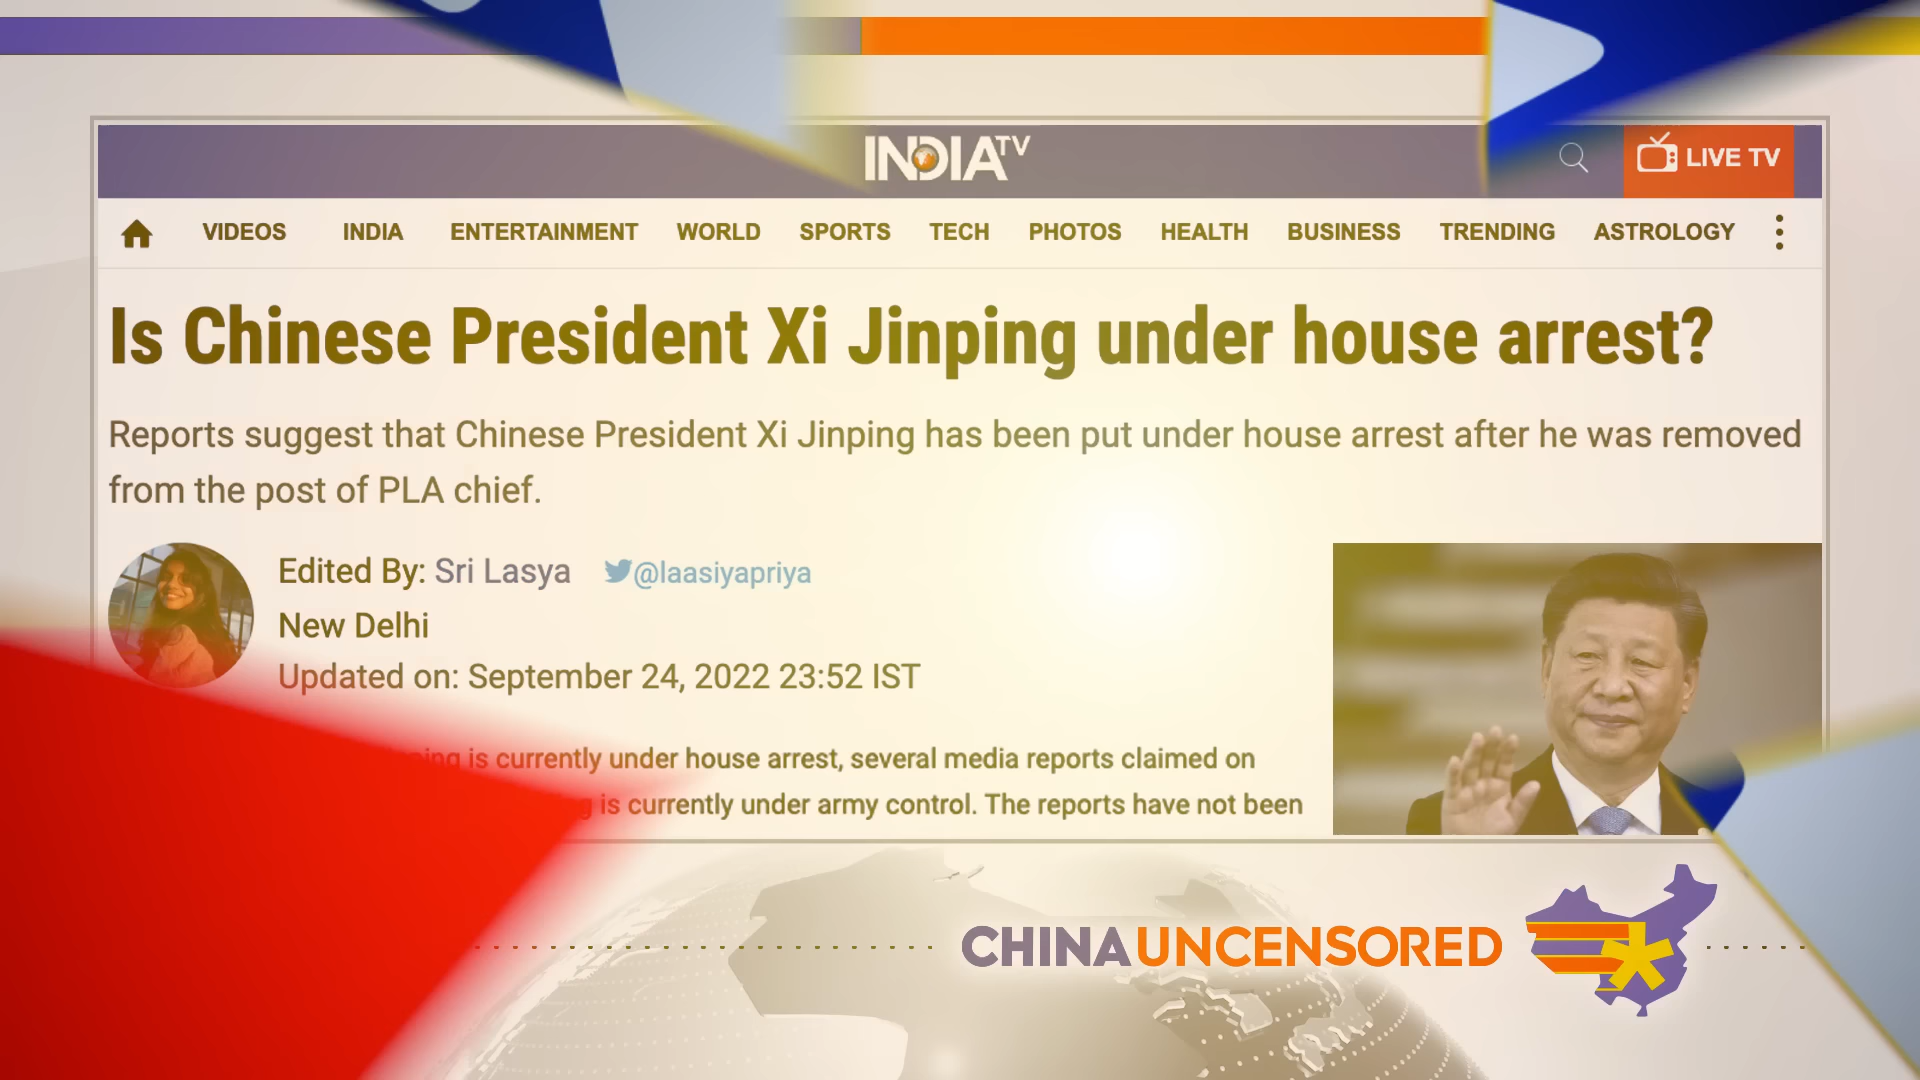 INDIATV
LIVE TV
VIDEOS INDIA ENTERTAINMENT WORLD SPORTS TECH PHOTOS HEALTH BUSINESS TRENDING ASTROLOGY
Is Chinese President Xi Jinping under house arrest?
Reports suggest that Chinese President Xi Jinping has been put under house arrest after he was removed
from the post of PLA chief.
Edited By: Sri Lasya @laasiyapriya
New Delhi
Updated on: September 24, 2022 23:52 IST
is currently under house arrest, several media reports claimed on
is currently under army control. The reports have not been
CHINA UNCENSORED